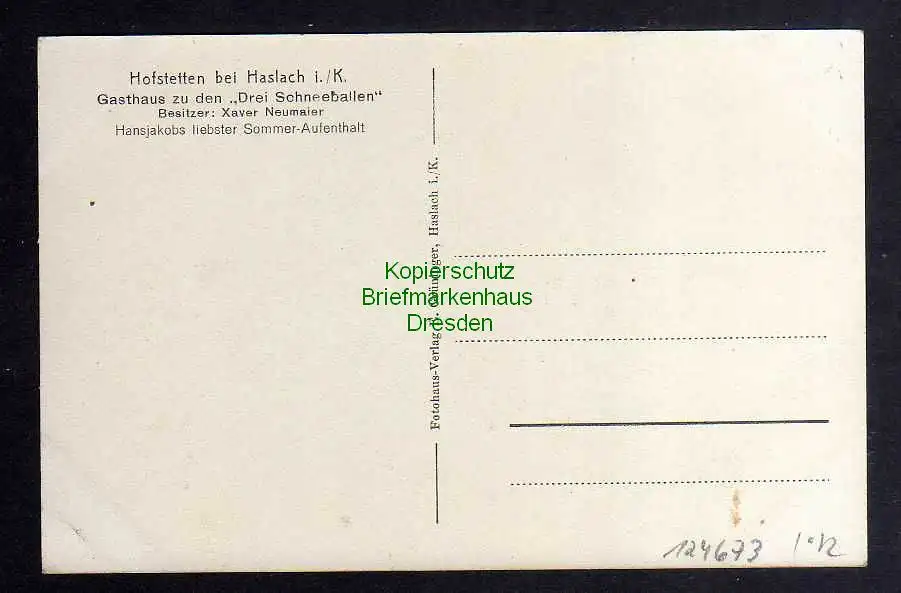 Hofstetten bei Haslach i./K.
Gasthaus zu den „Drei Schneeballen“
Besitzer: Xaver Neumaier
Hansjakobs liebster Sommer-Aufenthalt
Fotohaus-Verlag Haslach i./K.
Kopierschutz
Briefmarkenhaus
Dresden
124673